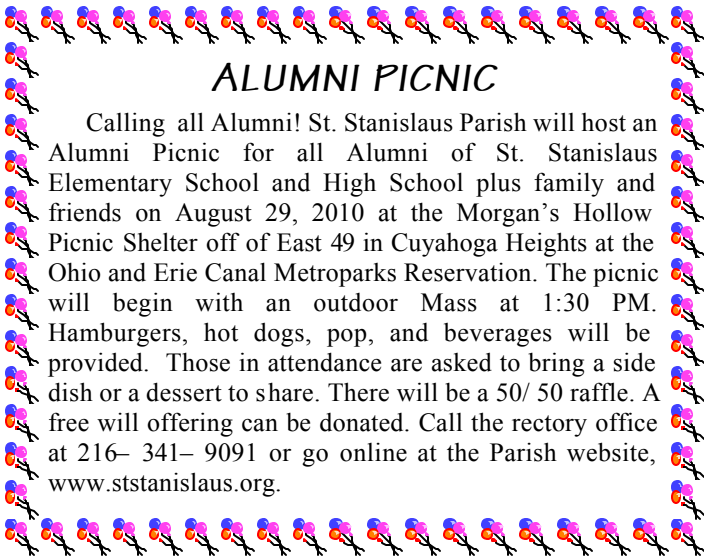 ALUMNI PICNIC
Calling all Alumni! St. Stanislaus Parish will host an
Alumni Picnic for all Alumni of St. Stanislaus
Elementary School and High School plus family and
friends on August 29, 2010 at the Morgan’s Hollow
Picnic Shelter off of East 49 in Cuyahoga Heights at the
Ohio and Erie Canal Metroparks Reservation. The picnic
will begin with an outdoor Mass at 1:30 PM.
Hamburgers, hot dogs, pop, and beverages will be
provided. Those in attendance are asked to bring a side
dish or a dessert to share. There will be a 50/ 50 raffle. A
free will offering can be donated. Call the rectory office
at 216– 341– 9091 or go online at the Parish website,
www.ststanislaus.org.